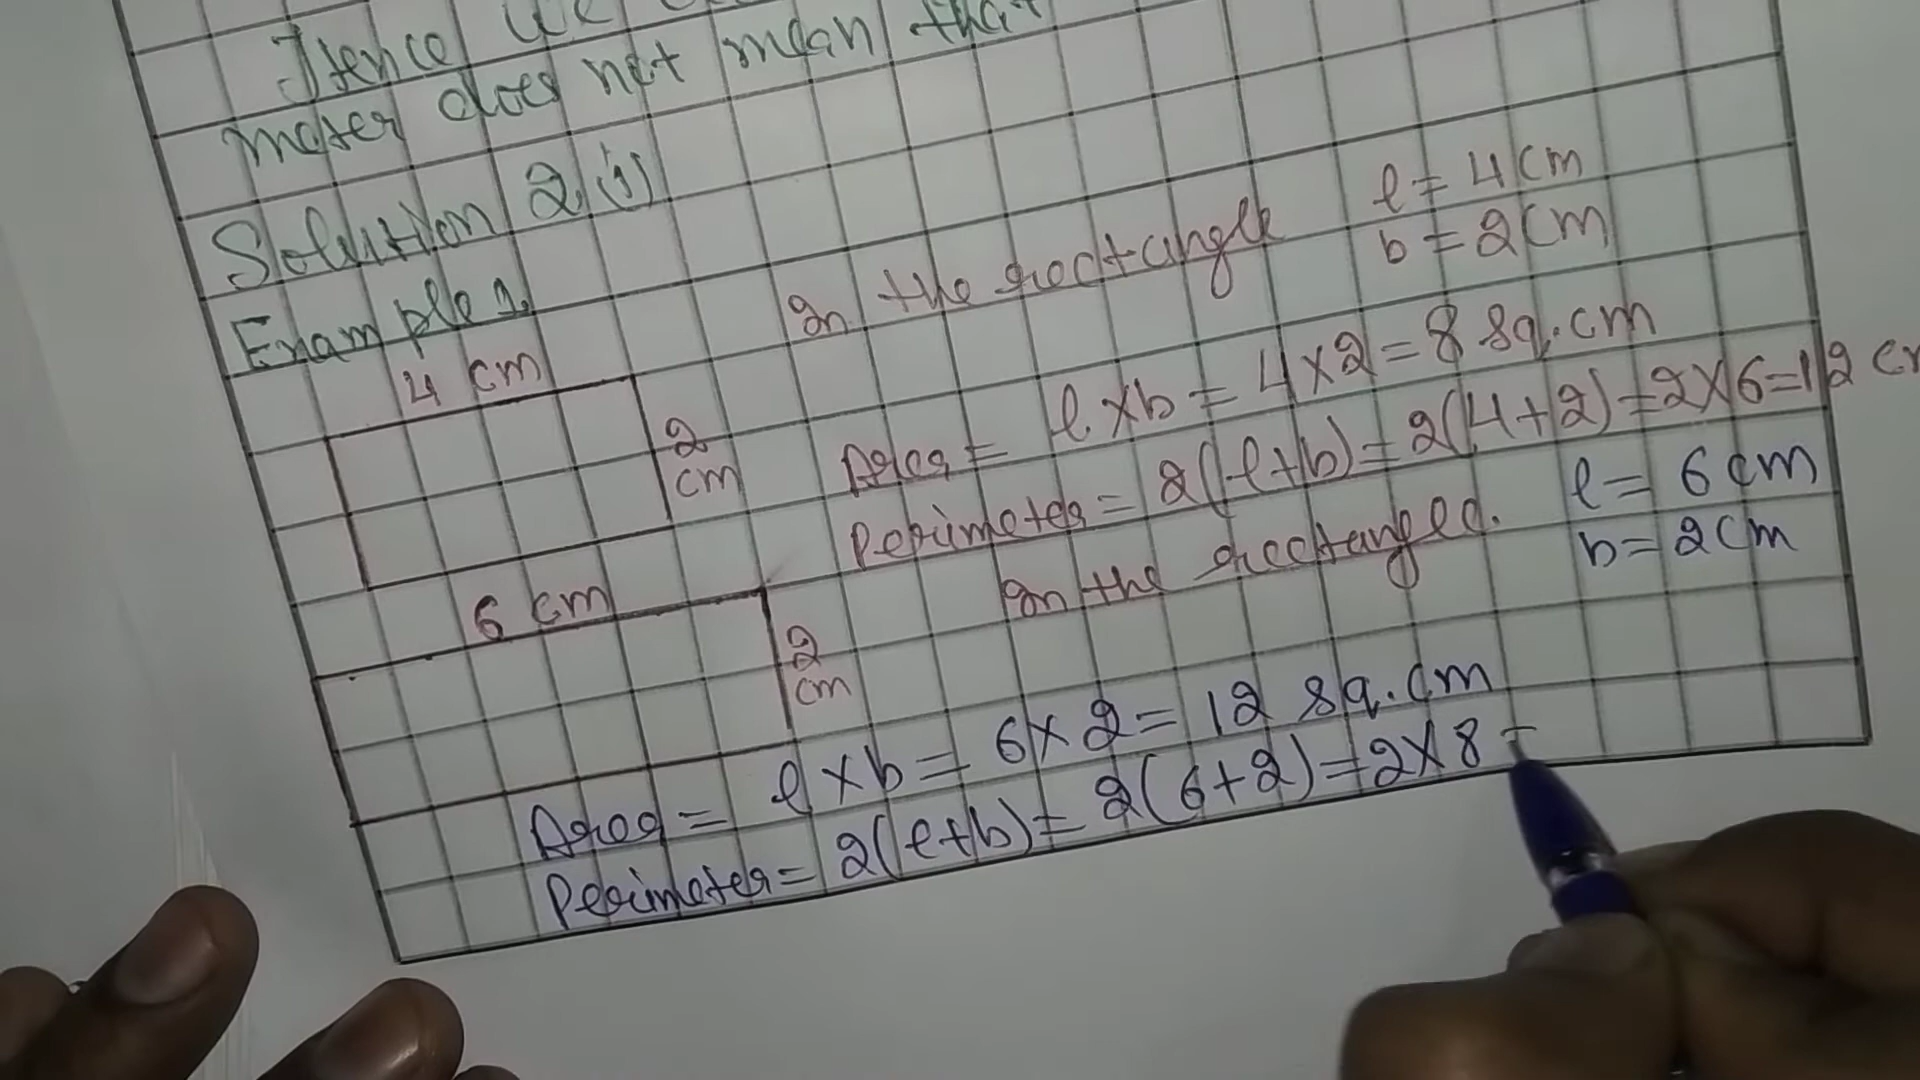 Hence we
meter does not mean that
Solution 2. (i)
Example 1.
4 cm
2
cm
In the rectangle
l = 4 cm
b = 2 cm
Area = l × b = 4 × 2 = 8 sq. cm
Perimeter = 2(l+b) = 2(4+2) = 2×6 = 12 cm
6 cm
2
cm
In the rectangled.
l = 6 cm
b = 2 cm
Area = l × b = 6 × 2 = 12 sq. cm
Perimeter = 2(l+b) = 2(6+2) = 2×8 =